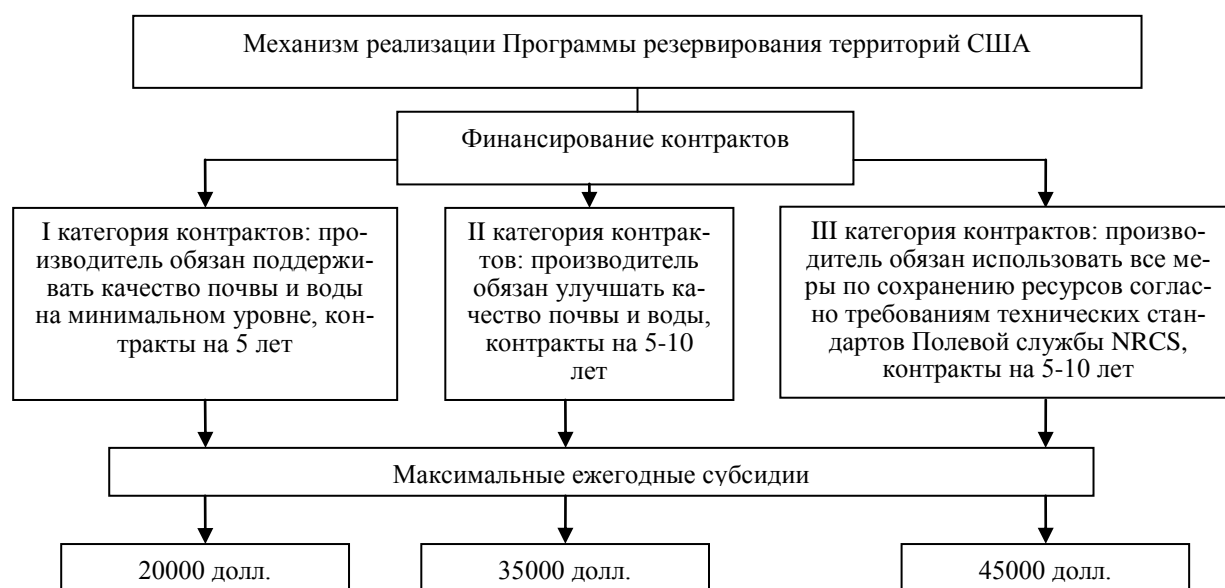 Механизм реализации Программы резервирования территорий США
Финансирование контрактов
I категория контрактов: про-
изводитель обязан поддержи-
вать качество почвы и воды
на минимальном уровне, кон-
тракты на 5 лет
II категория контрак-
тов: производитель
обязан улучшать ка-
чество почвы и воды,
контракты на 5-10
лет
III категория контрактов: произво-
дитель обязан использовать все ме-
ры по сохранению ресурсов соглас-
но требованиям технических стан-
дартов Полевой службы NRCS,
контракты на 5-10 лет
Максимальные ежегодные субсидии
20000 долл.
35000 долл.
45000 долл.